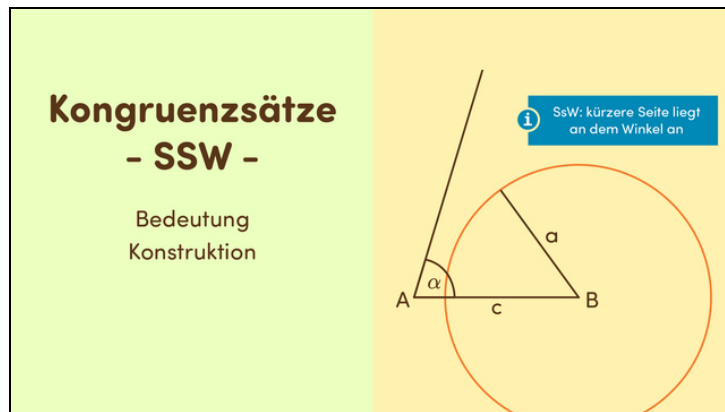 Kongruenzsätze
- SSW -
Bedeutung
Konstruktion
i
SsW: kürzere Seite liegt
an dem Winkel an
a
α
A
B
c